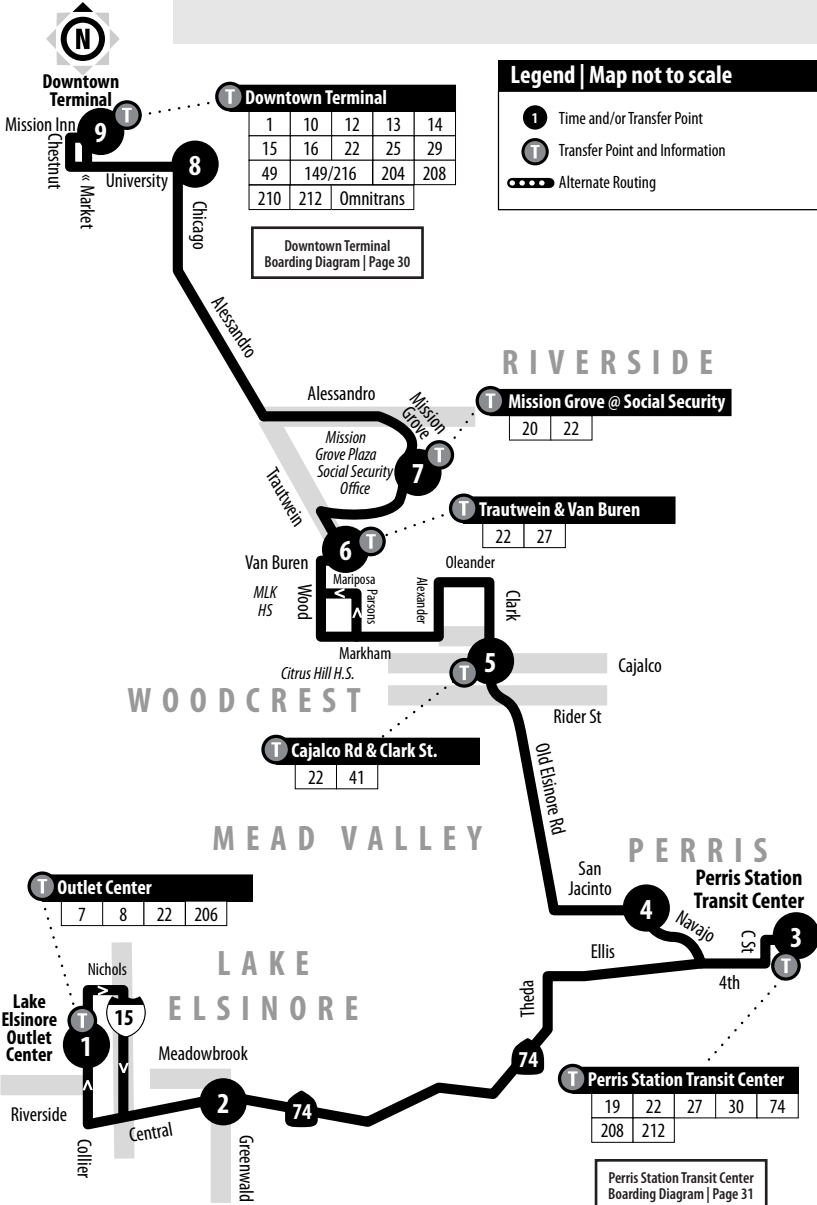 N
Downtown
Terminal
T
Mission Inn
9
Chestnut
« Market
University
8
Chicago
T Downtown Terminal
1 10 12 13 14
15 16 22 25 29
49 149/216 204 208
210 212 Omnitrans
Downtown Terminal
Boarding Diagram | Page 30
Legend | Map not to scale
1 Time and/or Transfer Point
T Transfer Point and Information
Alternate Routing
Alessandro
RIVERSIDE
Alessandro
Mission
Grove
T Mission Grove @ Social Security
20 22
Mission
Grove Plaza
Social Security
Office
T
7
Trautwein
T Trautwein & Van Buren
22 27
6
T
Van Buren
MLK
HS
Wood
Mariposa
Parsons
Markham
Alexander
Oleander
Clark
Citrus Hill H.S.
T
5
Cajalco
Rider St
WOODCREST
T Cajalco Rd & Clark St.
22 41
Old Elsinore Rd
MEAD VALLEY
PERRIS
Perris Station
Transit Center
San
Jacinto
4
Navajo
C St
3
T
Ellis
4th
T Outlet Center
7 8 22 206
LAKE
ELSINORE
Nichols
15
Lake
Elsinore
Outlet
Center
T
1
Theda
74
Meadowbrook
2
74
Riverside
Collier
Central
Greenwald
T Perris Station Transit Center
19 22 27 30 74
208 212
Perris Station Transit Center
Boarding Diagram | Page 31